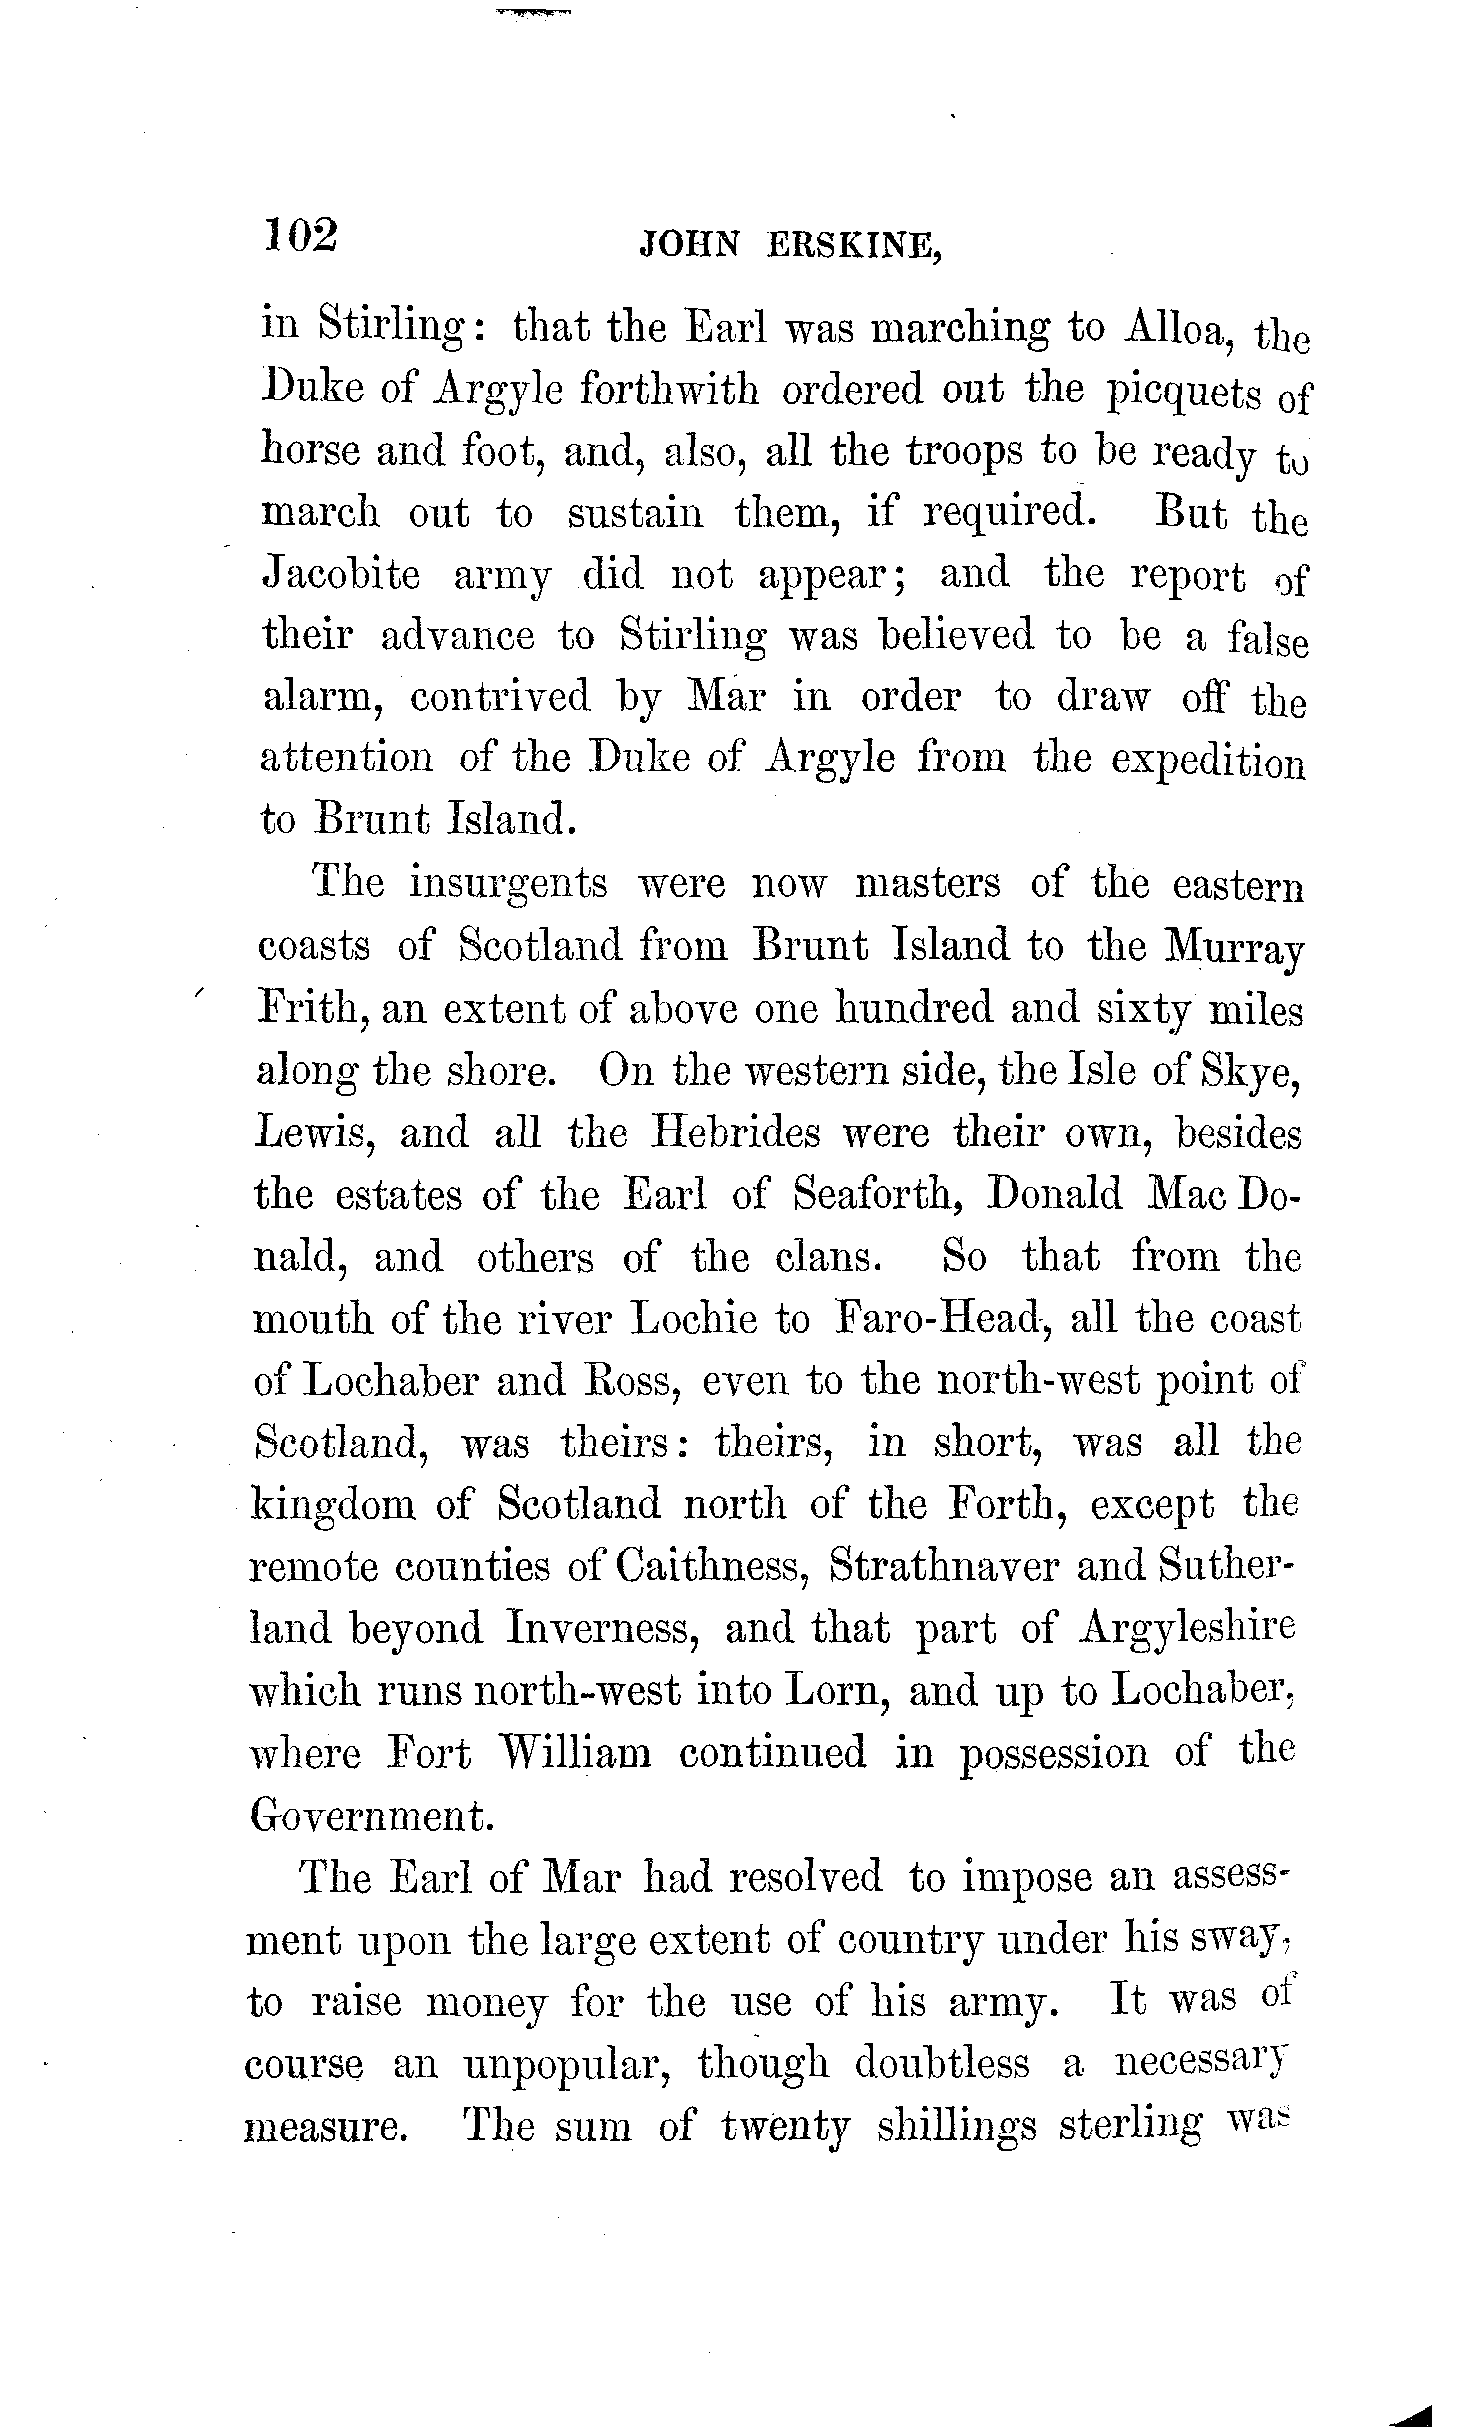 102 JOHN ERSKINE,
in Stirling: that the Earl was marching to Alloa, the
Duke of Argyle forthwith ordered out the picquets of
horse and foot, and, also, all the troops to be ready to
march out to sustain them, if required. But the
Jacobite army did not appear; and the report of
their advance to Stirling was believed to be a false
alarm, contrived by Mar in order to draw off the
attention of the Duke of Argyle from the expedition
to Brunt Island.
The insurgents were now masters of the eastern
coasts of Scotland from Brunt Island to the Murray
Frith, an extent of above one hundred and sixty miles
along the shore. On the western side, the Isle of Skye,
Lewis, and all the Hebrides were their own, besides
the estates of the Earl of Seaforth, Donald Mac Do-
nald, and others of the clans. So that from the
mouth of the river Lochie to Faro-Head, all the coast
of Lochaber and Ross, even to the north-west point of
Scotland, was theirs: theirs, in short, was all the
kingdom of Scotland north of the Forth, except the
remote counties of Caithness, Strathnaver and Suther-
land beyond Inverness, and that part of Argyleshire
which runs north-west into Lorn, and up to Lochaber,
where Fort William continued in possession of the
Government.
The Earl of Mar had resolved to impose an assess-
ment upon the large extent of country under his sway,
to raise money for the use of his army. It was of
course an unpopular, though doubtless a necessary
measure. The sum of twenty shillings sterling was